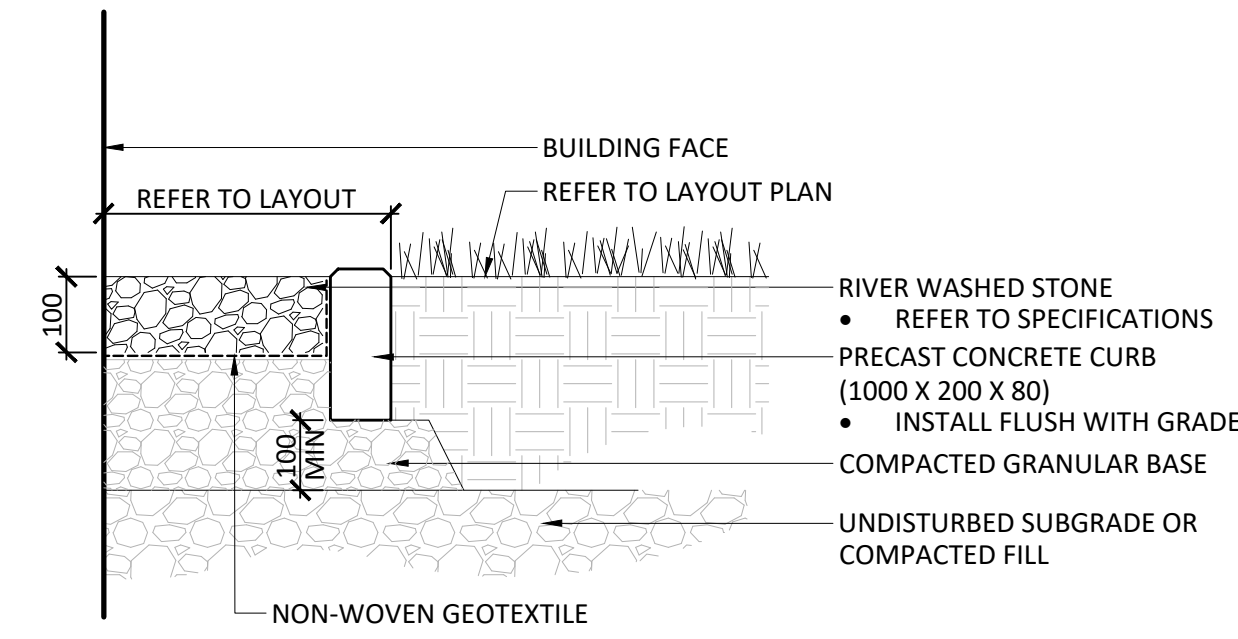 BUILDING FACE
REFER TO LAYOUT
REFER TO LAYOUT PLAN
100
RIVER WASHED STONE
• REFER TO SPECIFICATIONS
PRECAST CONCRETE CURB
(1000 X 200 X 80)
• INSTALL FLUSH WITH GRADE
100
MIN
COMPACTED GRANULAR BASE
UNDISTURBED SUBGRADE OR
COMPACTED FILL
NON-WOVEN GEOTEXTILE